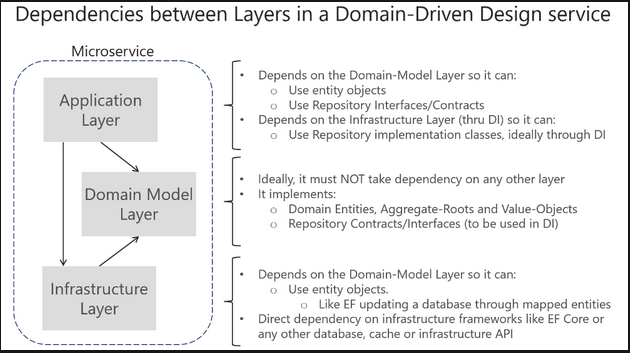 Dependencies between Layers in a Domain-Driven Design service
Microservice
Application
Layer
• Depends on the Domain-Model Layer so it can:
o Use entity objects
o Use Repository Interfaces/Contracts
• Depends on the Infrastructure Layer (thru DI) so it can:
o Use Repository implementation classes, ideally through DI
Domain Model
Layer
• Ideally, it must NOT take dependency on any other layer
• It implements:
o Domain Entities, Aggregate-Roots and Value-Objects
o Repository Contracts/Interfaces (to be used in DI)
Infrastructure
Layer
• Depends on the Domain-Model Layer so it can:
o Use entity objects.
o Like EF updating a database through mapped entities
• Direct dependency on infrastructure frameworks like EF Core or
any other database, cache or infrastructure API